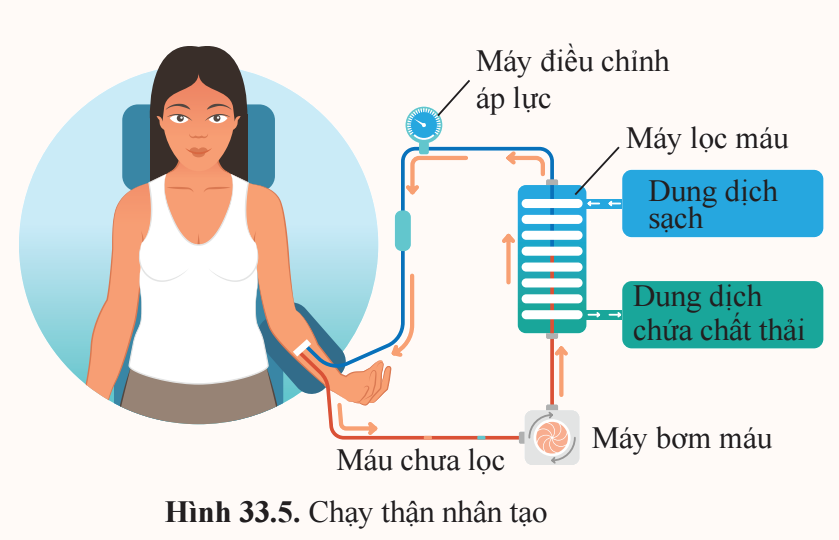 Máy điều chỉnh
áp lực
Máy lọc máu
Dung dịch
sạch
Dung dịch
chứa chất thải
Máy bơm máu
Máu chưa lọc
Hình 33.5. Chạy thận nhân tạo